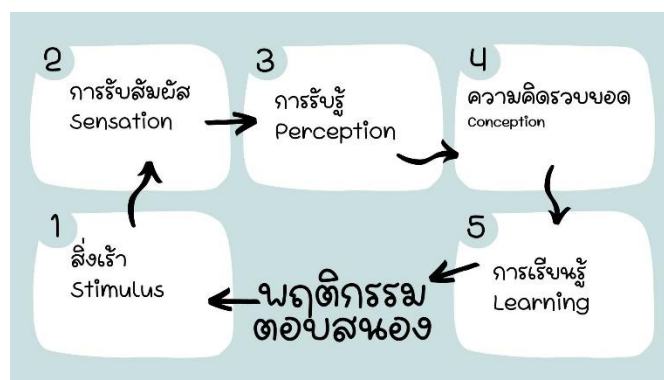 1
สิ่งเร้า
Stimulus
2
การรับสัมผัส
Sensation
3
การรับรู้
Perception
4
ความคิดรวบยอด
Conception
5
การเรียนรู้
Learning
พฤติกรรม
ตอบสนอง